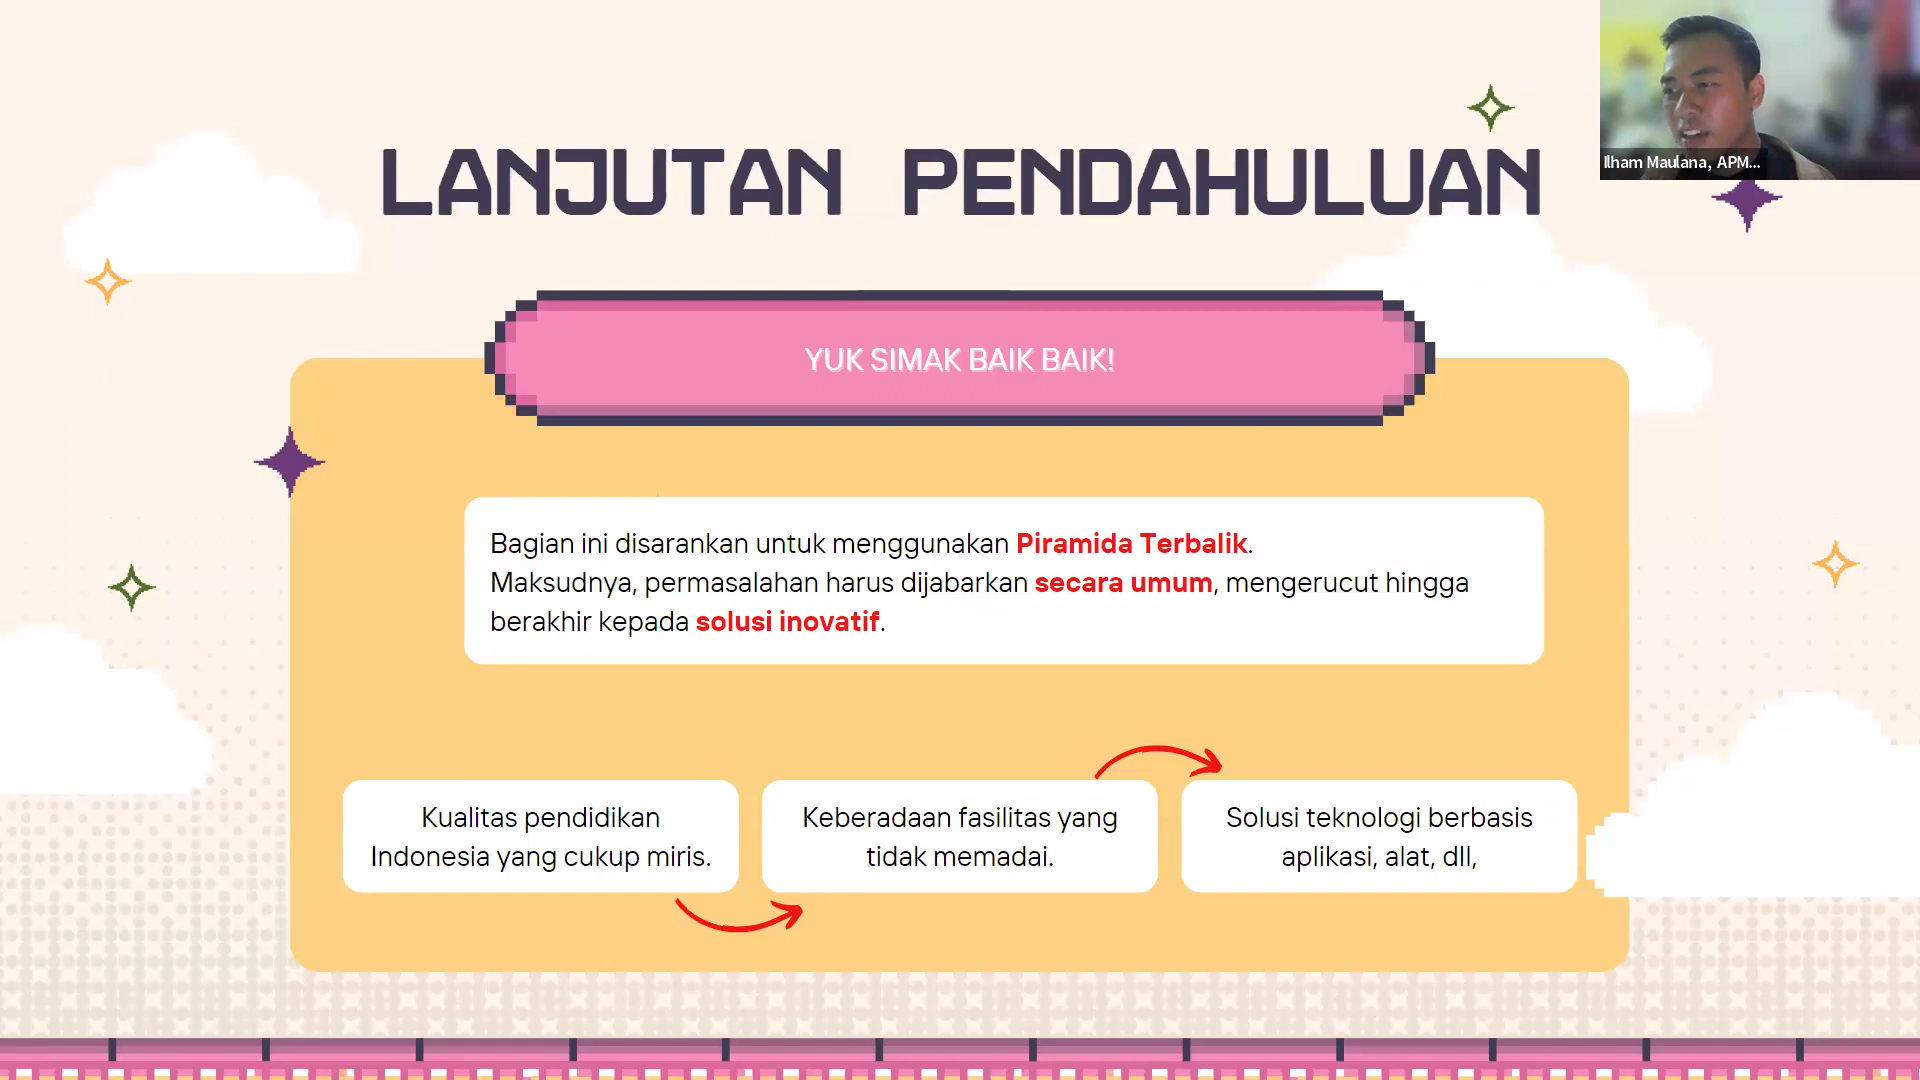 Ilham Maulana, APM...
LANJUTAN PENDAHULUAN
YUK SIMAK BAIK BAIK!
Bagian ini disarankan untuk menggunakan Piramida Terbalik.
Maksudnya, permasalahan harus dijabarkan secara umum, mengerucut hingga
berakhir kepada solusi inovatif.
Kualitas pendidikan
Indonesia yang cukup miris.
Keberadaan fasilitas yang
tidak memadai.
Solusi teknologi berbasis
aplikasi, alat, dll,